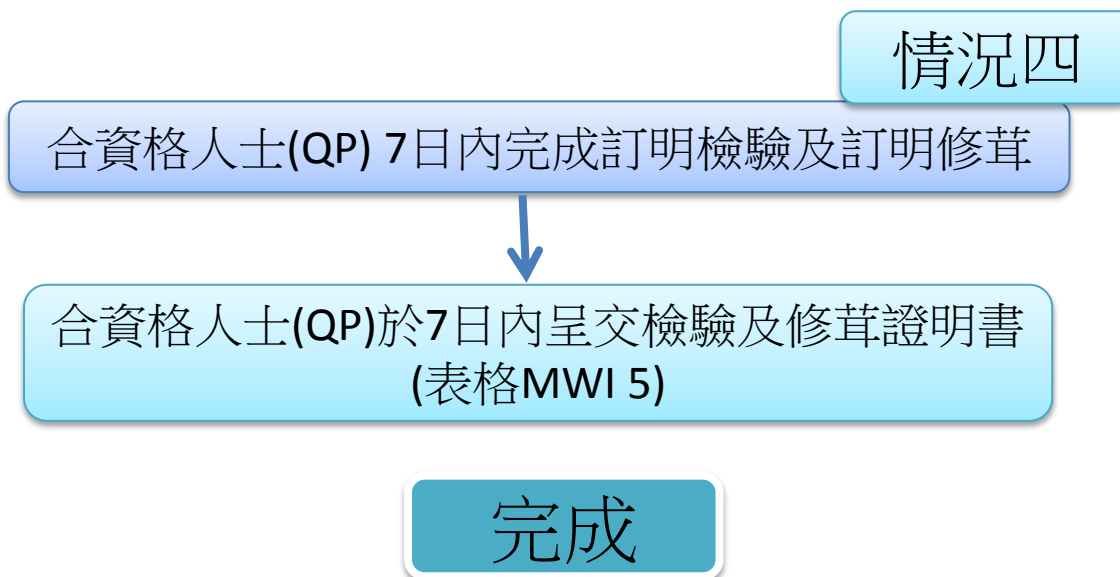 情況四
合資格人士(QP) 7日內完成訂明檢驗及訂明修葺
合資格人士(QP)於7日內呈交檢驗及修葺證明書
(表格MWI 5)
完成